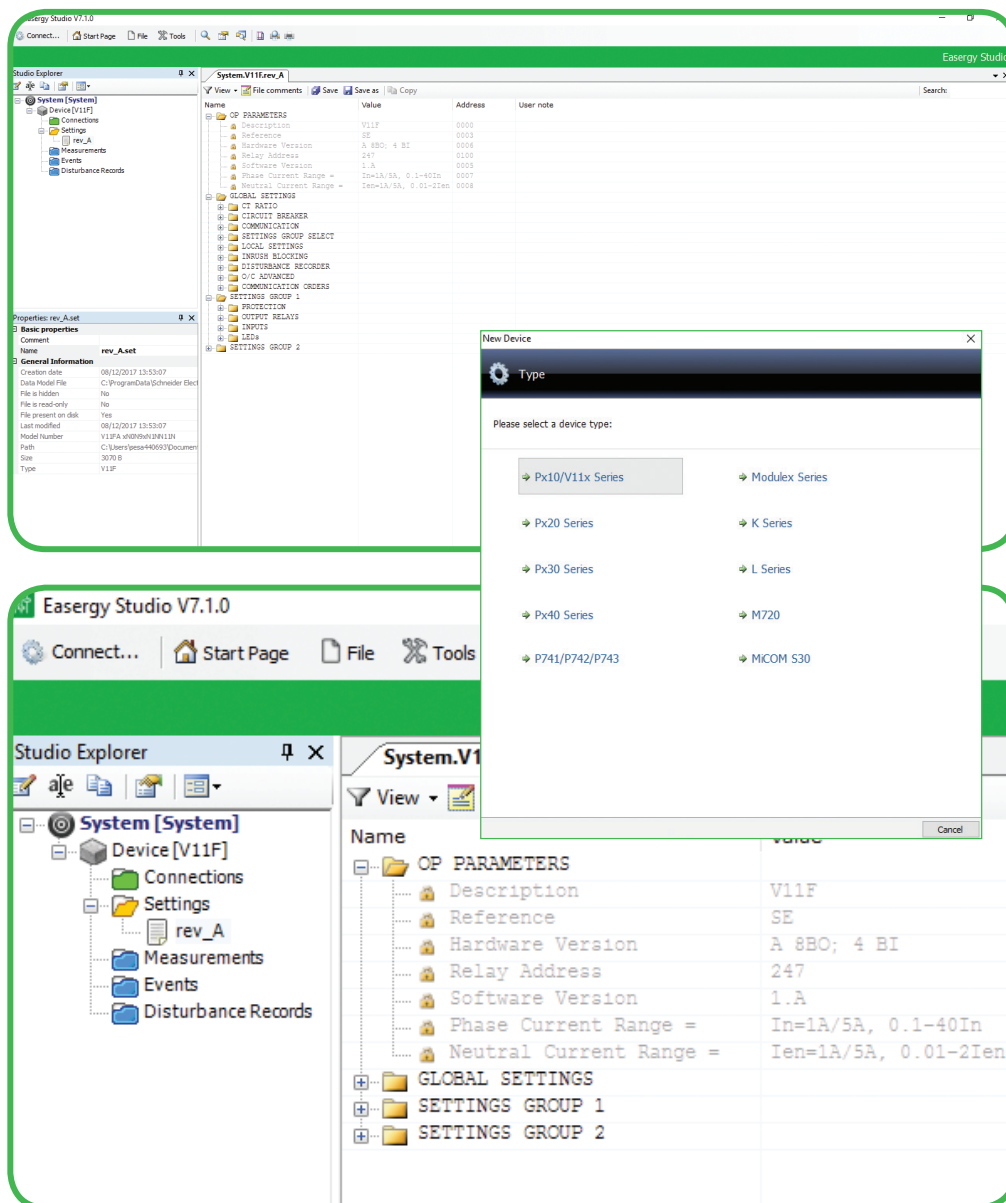 Easergy Studio V7.1.0
Connect... Start Page File Tools
Easergy Studio
Studio Explorer
System [System]
Device [V11F]
Connections
Settings
rev_A
Measurements
Events
Disturbance Records
System.V11F.rev_A
View File comments Save Save as Copy Search:
Name Value Address User note
OP PARAMETERS
Description V11F 0000
Reference SE 0003
Hardware Version A 8BO; 4 BI 0006
Relay Address 247 0100
Software Version 1.A 0005
Phase Current Range = In=1A/5A, 0.1-40In 0007
Neutral Current Range = Ien=1A/5A, 0.01-2Ien 0008
GLOBAL SETTINGS
CT RATIO
CIRCUIT BREAKER
COMMUNICATION
SETTINGS GROUP SELECT
LOCAL SETTINGS
INRUSH BLOCKING
DISTURBANCE RECORDER
O/C ADVANCED
COMMUNICATION ORDERS
SETTINGS GROUP 1
PROTECTION
OUTPUT RELAYS
INPUTS
LEDs
SETTINGS GROUP 2
Properties: rev_A.set
Basic properties
Comment
Name rev_A.set
General Information
Creation date 08/12/2017 13:53:07
Data Model File C:\ProgramData\Schneider Elect
File is hidden No
File is read-only No
File present on disk Yes
Last modified 08/12/2017 13:53:07
Model Number
Path C:\Users\sesa440693\Documen
Size 3070 B
Type V11F
New Device
Type
Please select a device type:
Px10/V11x Series Modulex Series
Px20 Series K Series
Px30 Series L Series
Px40 Series M720
P741/P742/P743 MiCOM S30
Cancel
Easergy Studio V7.1.0
Connect... Start Page File Tools
Studio Explorer
System [System]
Device [V11F]
Connections
Settings
rev_A
Measurements
Events
Disturbance Records
System.V1
View
Name
OP PARAMETERS
Description V11F
Reference SE
Hardware Version A 8BO; 4 BI
Relay Address 247
Software Version 1.A
Phase Current Range = In=1A/5A, 0.1-40In
Neutral Current Range = Ien=1A/5A, 0.01-2Ien
GLOBAL SETTINGS
SETTINGS GROUP 1
SETTINGS GROUP 2